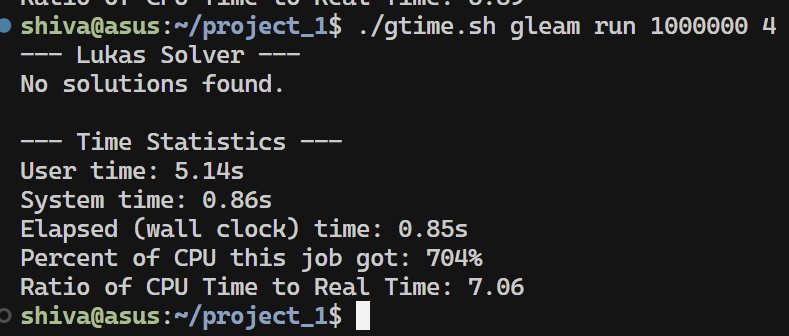 Ratio of CPU Time to Real Time: 8.89
shiva@asus:~/project_1$ ./gtime.sh gleam run 1000000 4
--- Lukas Solver ---
No solutions found.
--- Time Statistics ---
User time: 5.14s
System time: 0.86s
Elapsed (wall clock) time: 0.85s
Percent of CPU this job got: 704%
Ratio of CPU Time to Real Time: 7.06
shiva@asus:~/project_1$